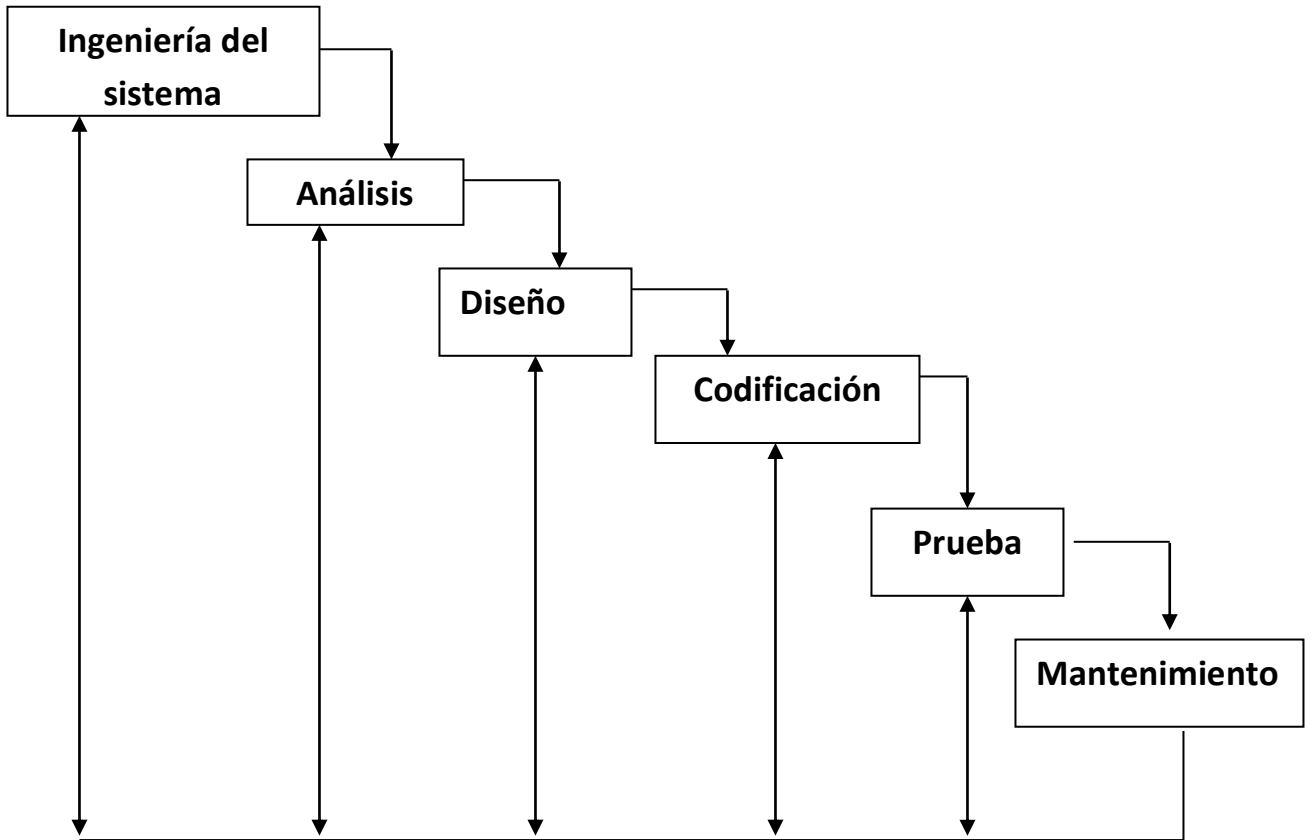 Ingeniería del
sistema
Análisis
Diseño
Codificación
Prueba
Mantenimiento